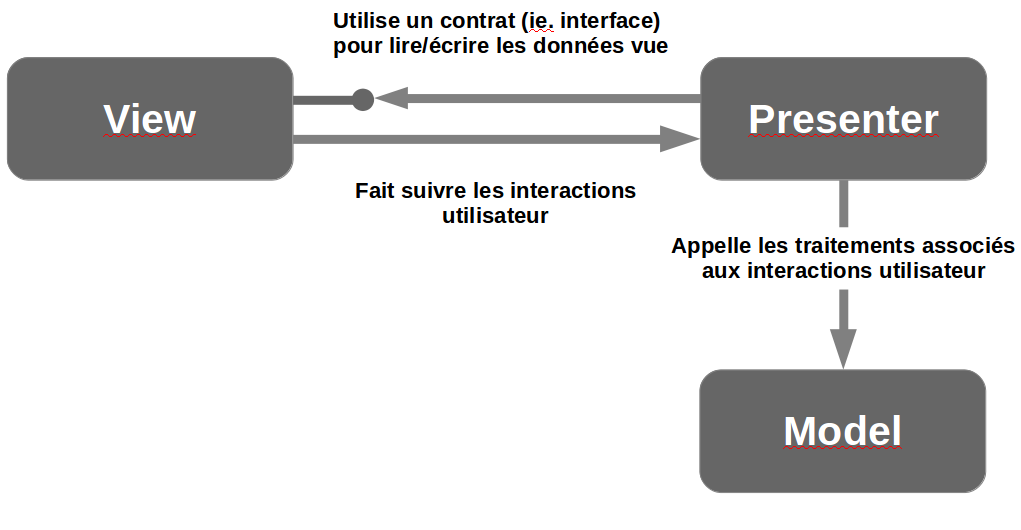 Utilise un contrat (ie. interface)
pour lire/écrire les données vue
View
Presenter
Fait suivre les interactions
utilisateur
Appelle les traitements associés
aux interactions utilisateur
Model